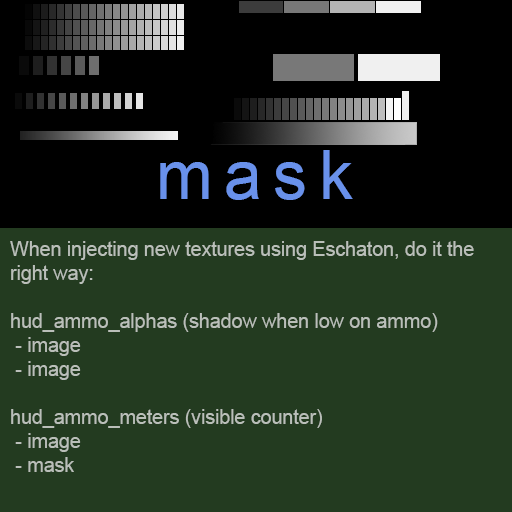 mask
When injecting new textures using Eschaton, do it the
right way:
hud_ammo_alphas (shadow when low on ammo)
- image
- image
hud_ammo_meters (visible counter)
- image
- mask